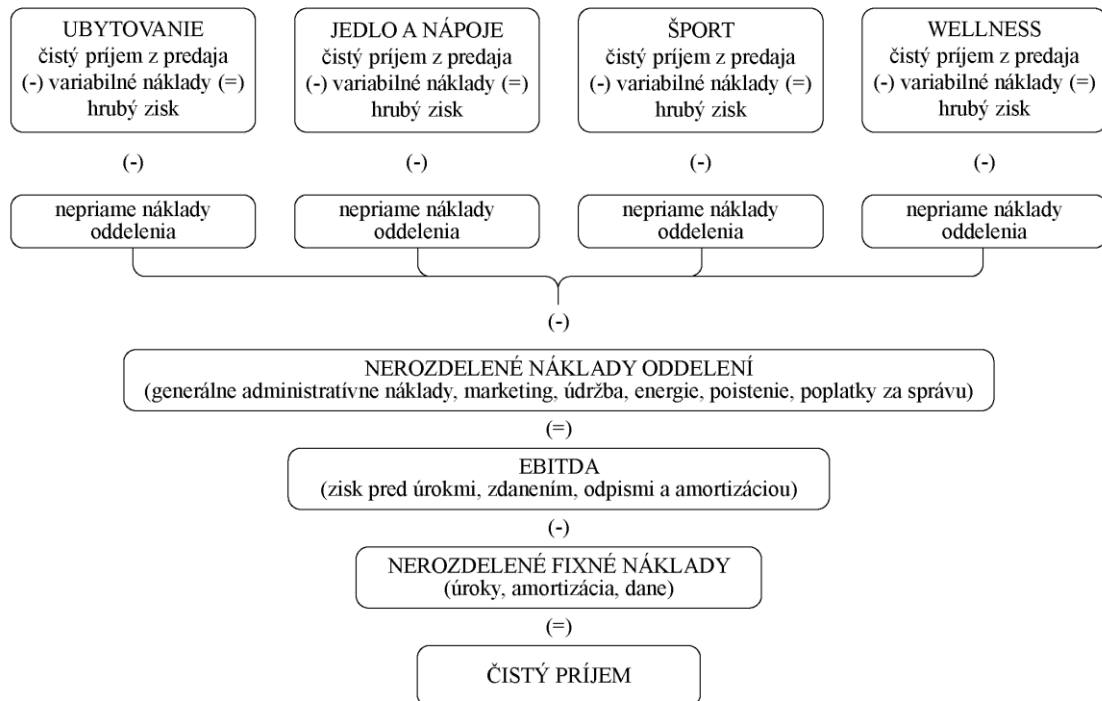 UBYTOVANIE
čistý príjem z predaja
(-) variabilné náklady (=)
hrubý zisk
JEDLO A NÁPOJE
čistý príjem z predaja
(-) variabilné náklady (=)
hrubý zisk
ŠPORT
čistý príjem z predaja
(-) variabilné náklady (=)
hrubý zisk
WELLNESS
čistý príjem z predaja
(-) variabilné náklady (=)
hrubý zisk
(-)
(-)
(-)
(-)
nepriame náklady
oddelenia
nepriame náklady
oddelenia
nepriame náklady
oddelenia
nepriame náklady
oddelenia
(-)
NEROZDELENÉ NÁKLADY ODDELENÍ
(generálne administratívne náklady, marketing, údržba, energie, poistenie, poplatky za správu)
(=)
EBITDA
(zisk pred úrokmi, zdanením, odpismi a amortizáciou)
(-)
NEROZDELENÉ FIXNÉ NÁKLADY
(úroky, amortizácia, dane)
(=)
ČISTÝ PRÍJEM